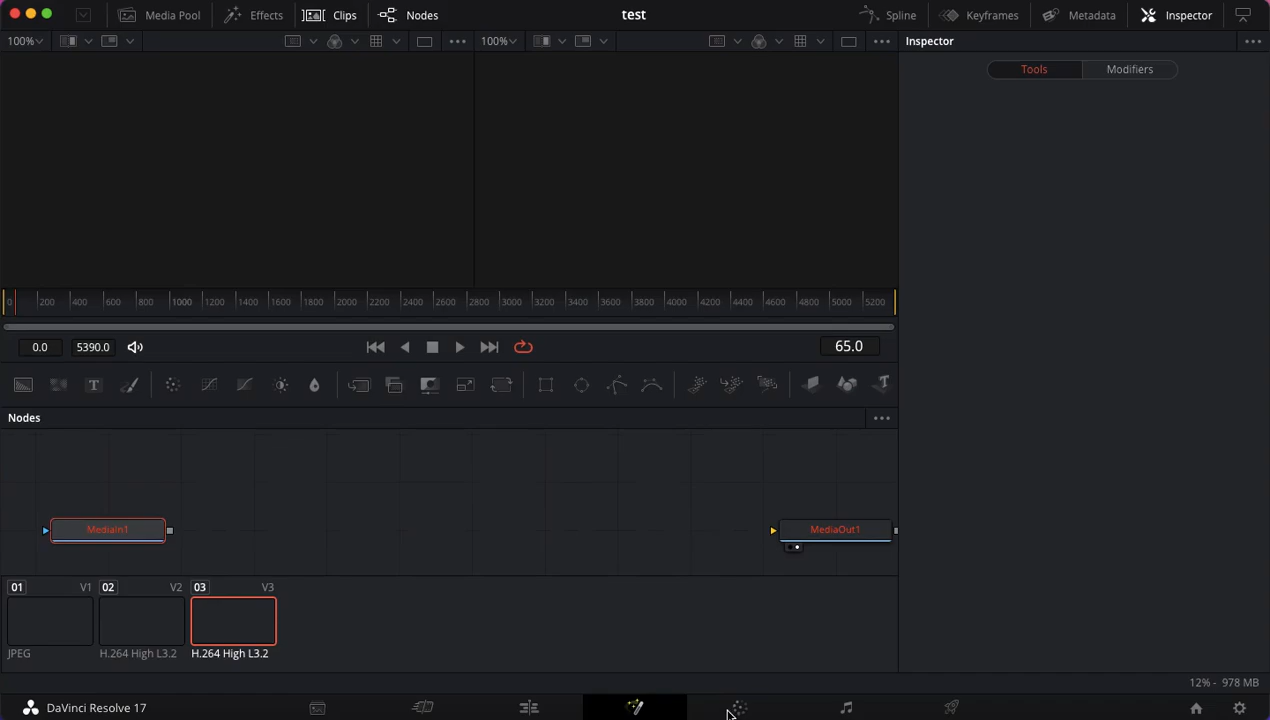 Media Pool Effects Clips Nodes test Spline Keyframes Metadata Inspector
100% 100% Inspector
Tools Modifiers
0 200 400 600 800 1000 1200 1400 1600 1800 2000 2200 2400 2600 2800 3000 3200 3400 3600 3800 4000 4200 4400 4600 4800 5000 5200
0.0 5390.0 65.0
T T
Nodes
MediaIn1 MediaOut1
01 V1 02 V2 03 V3
JPEG H.264 High L3.2 H.264 High L3.2
12% - 978 MB
DaVinci Resolve 17